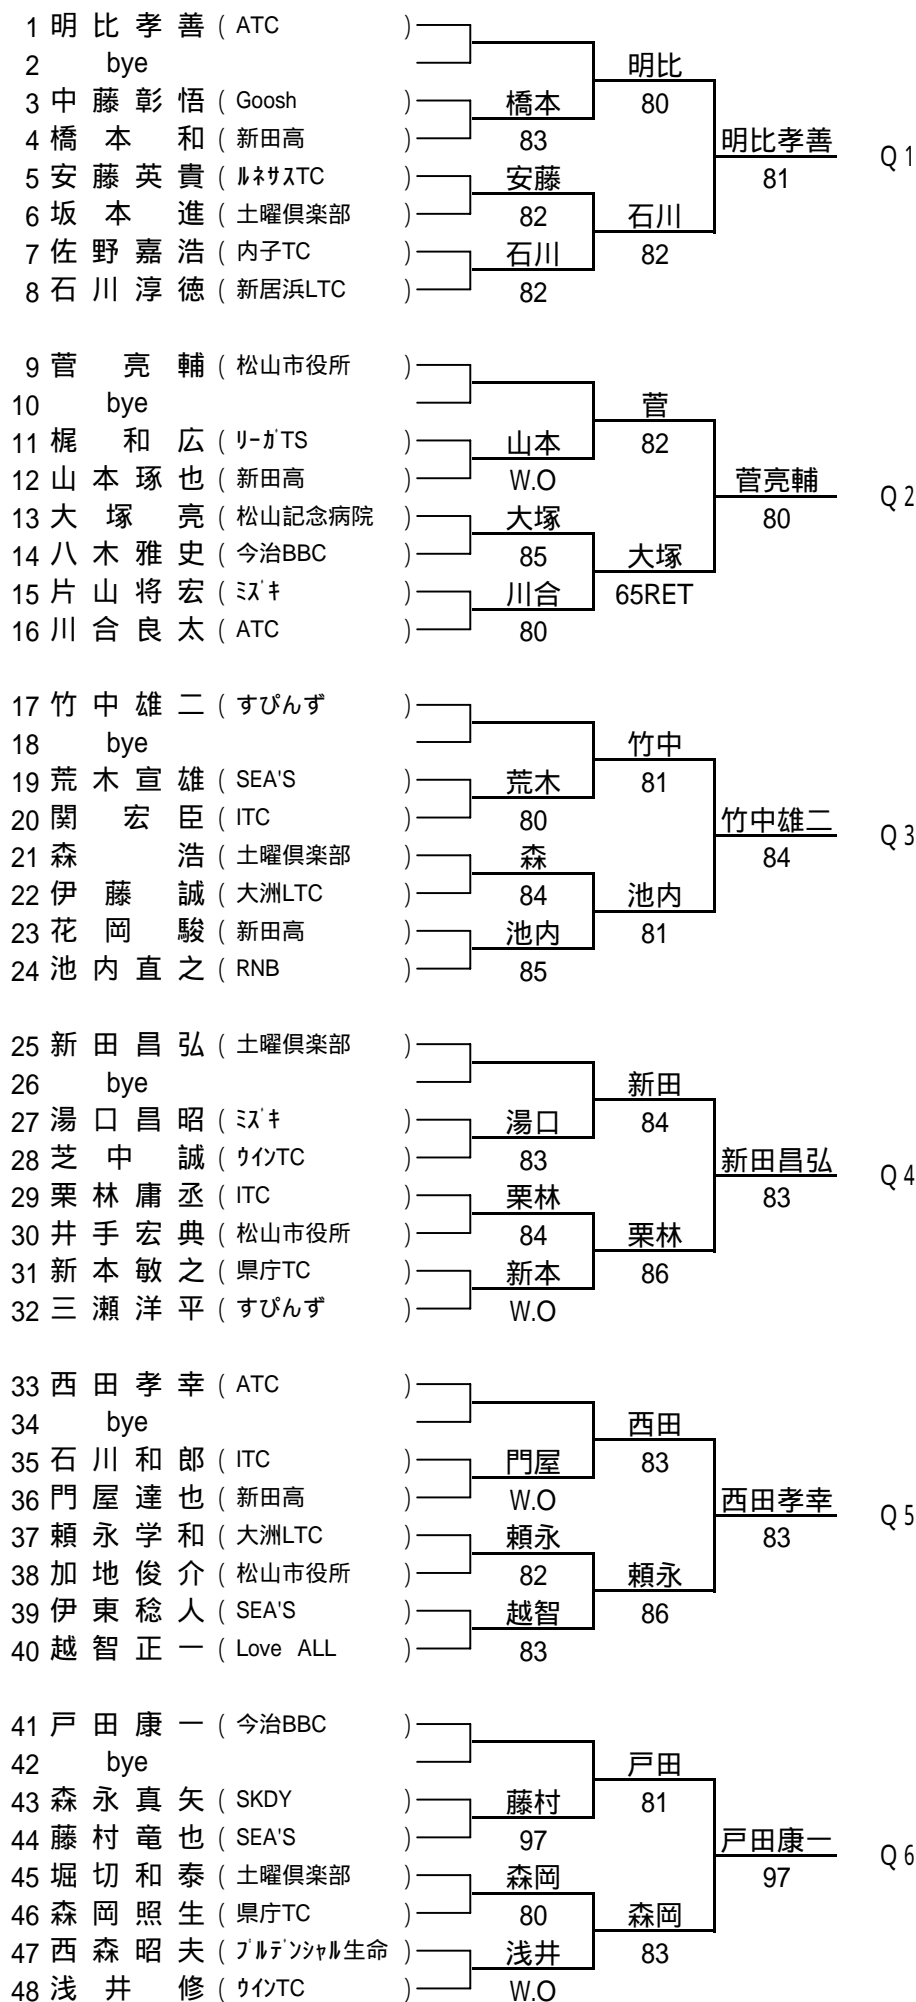 1 明 比 孝 善 ( ATC )
2 bye 明比
3 中 藤 彰 悟 ( Goosh ) 橋本 80
4 橋 本 和 ( 新田高 ) 83 明比孝善 Q 1
5 安 藤 英 貴 ( ﾙﾈｻｽTC ) 安藤 81
6 坂 本 進 ( 土曜倶楽部 ) 82 石川
7 佐 野 嘉 浩 ( 内子TC ) 石川 82
8 石 川 淳 徳 ( 新居浜LTC ) 82
9 菅 亮 輔 ( 松山市役所 )
10 bye 菅
11 梶 和 広 ( ﾘｰｶﾞTS ) 山本 82
12 山 本 琢 也 ( 新田高 ) W.O 菅亮輔 Q 2
13 大 塚 亮 ( 松山記念病院 ) 大塚 80
14 八 木 雅 史 ( 今治BBC ) 85 大塚
15 片 山 将 宏 ( ﾐｽﾞｷ ) 川合 65RET
16 川 合 良 太 ( ATC ) 80
17 竹 中 雄 二 ( すぴんず )
18 bye 竹中
19 荒 木 宣 雄 ( SEA'S ) 荒木 81
20 関 宏 臣 ( ITC ) 80 竹中雄二 Q 3
21 森 浩 ( 土曜倶楽部 ) 森 84
22 伊 藤 誠 ( 大洲LTC ) 84 池内
23 花 岡 駿 ( 新田高 ) 池内 81
24 池 内 直 之 ( RNB ) 85
25 新 田 昌 弘 ( 土曜倶楽部 )
26 bye 新田
27 湯 口 昌 昭 ( ﾐｽﾞｷ ) 湯口 84
28 芝 中 誠 ( ｳｲﾝTC ) 83 新田昌弘 Q 4
29 栗 林 庸 丞 ( ITC ) 栗林 83
30 井 手 宏 典 ( 松山市役所 ) 84 栗林
31 新 本 敏 之 ( 県庁TC ) 新本 86
32 三 瀬 洋 平 ( すぴんず ) W.O
33 西 田 孝 幸 ( ATC )
34 bye 西田
35 石 川 和 郎 ( ITC ) 門屋 83
36 門 屋 達 也 ( 新田高 ) W.O 西田孝幸 Q 5
37 頼 永 学 和 ( 大洲LTC ) 頼永 83
38 加 地 俊 介 ( 松山市役所 ) 82 頼永
39 伊 東 稔 人 ( SEA'S ) 越智 86
40 越 智 正 一 ( Love ALL ) 83
41 戸 田 康 一 ( 今治BBC )
42 bye 戸田
43 森 永 真 矢 ( SKDY ) 藤村 81
44 藤 村 竜 也 ( SEA'S ) 97 戸田康一 Q 6
45 堀 切 和 泰 ( 土曜倶楽部 ) 森岡 97
46 森 岡 照 生 ( 県庁TC ) 80 森岡
47 西 森 昭 夫 ( ﾌﾟﾙﾃﾞﾝｼｬﾙ生命 ) 浅井 83
48 浅 井 修 ( ｳｲﾝTC ) W.O